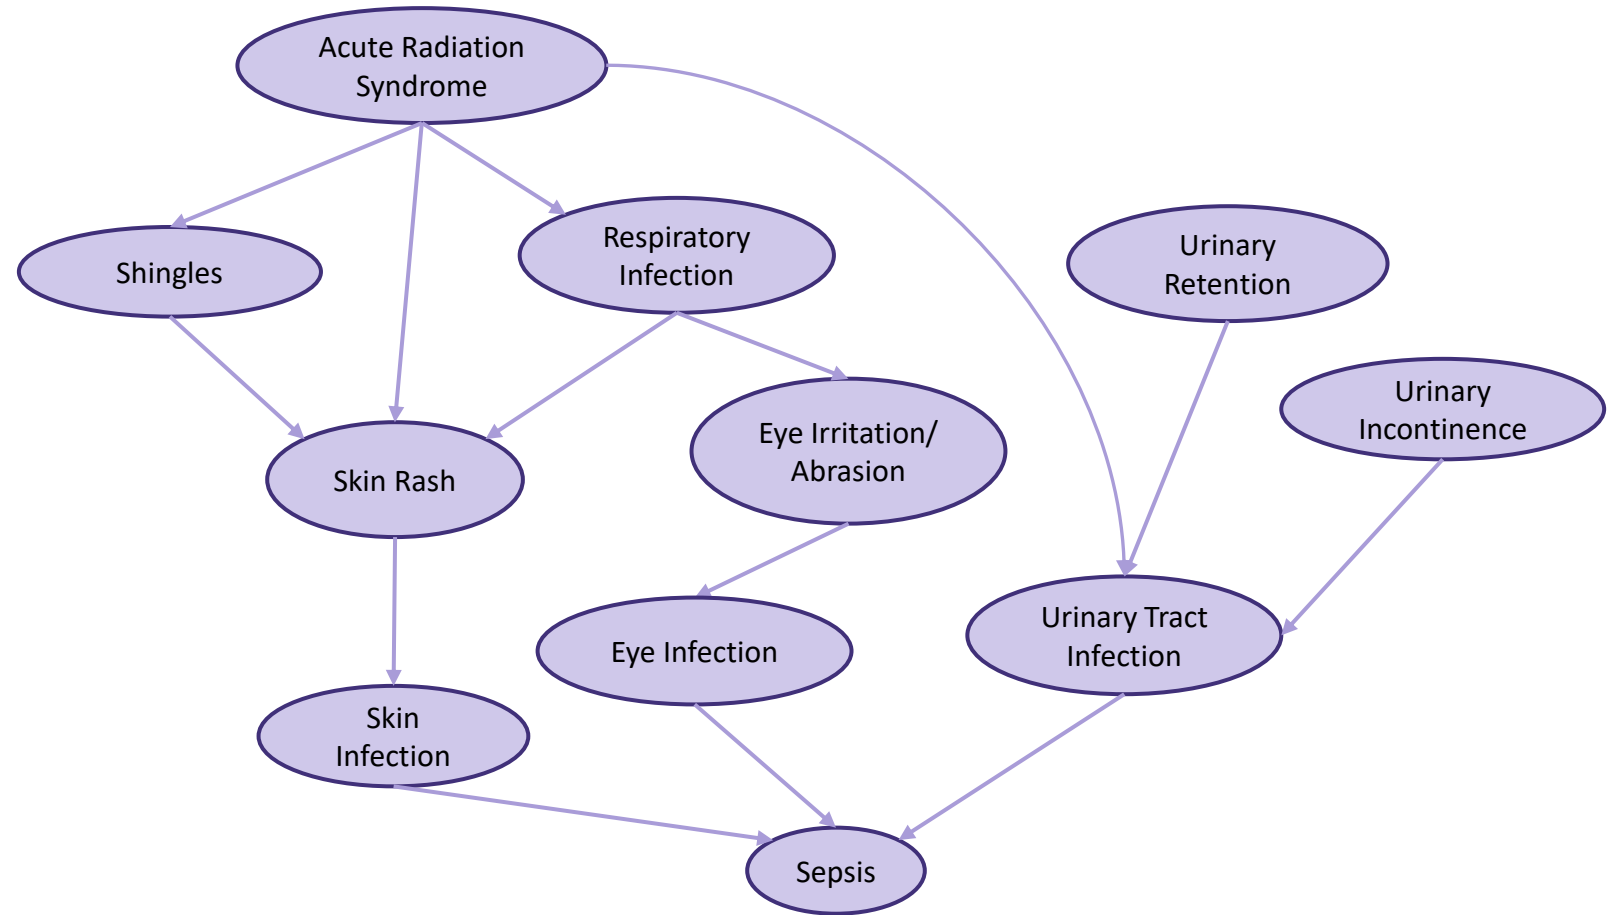 Acute Radiation
Syndrome
Shingles
Respiratory
Infection
Urinary
Retention
Urinary
Incontinence
Skin Rash
Eye Irritation/
Abrasion
Eye Infection
Urinary Tract
Infection
Skin
Infection
Sepsis